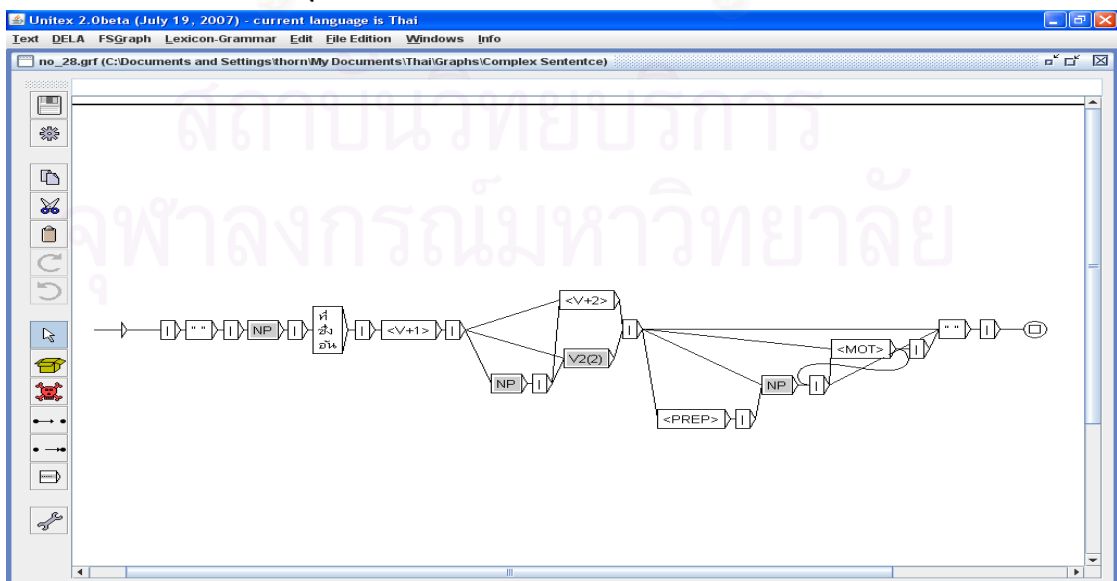 Unitex 2.0beta (July 19, 2007) - current language is Thai
Text DELA FSGraph Lexicon-Grammar Edit File Edition Windows Info
no_28.grf (C:\Documents and Settings\thorn\My Documents\Thai\Graphs\Complex Sententce)
สถาบันวิทยบริการ
จุฬาลงกรณ์มหาวิทยาลัย
<V+2>
ที่
ซึ่ง
อัน
| " " | NP | | <V+1> | | " " |
<MOT> |
V2(2)
NP | NP |
<PREP> |